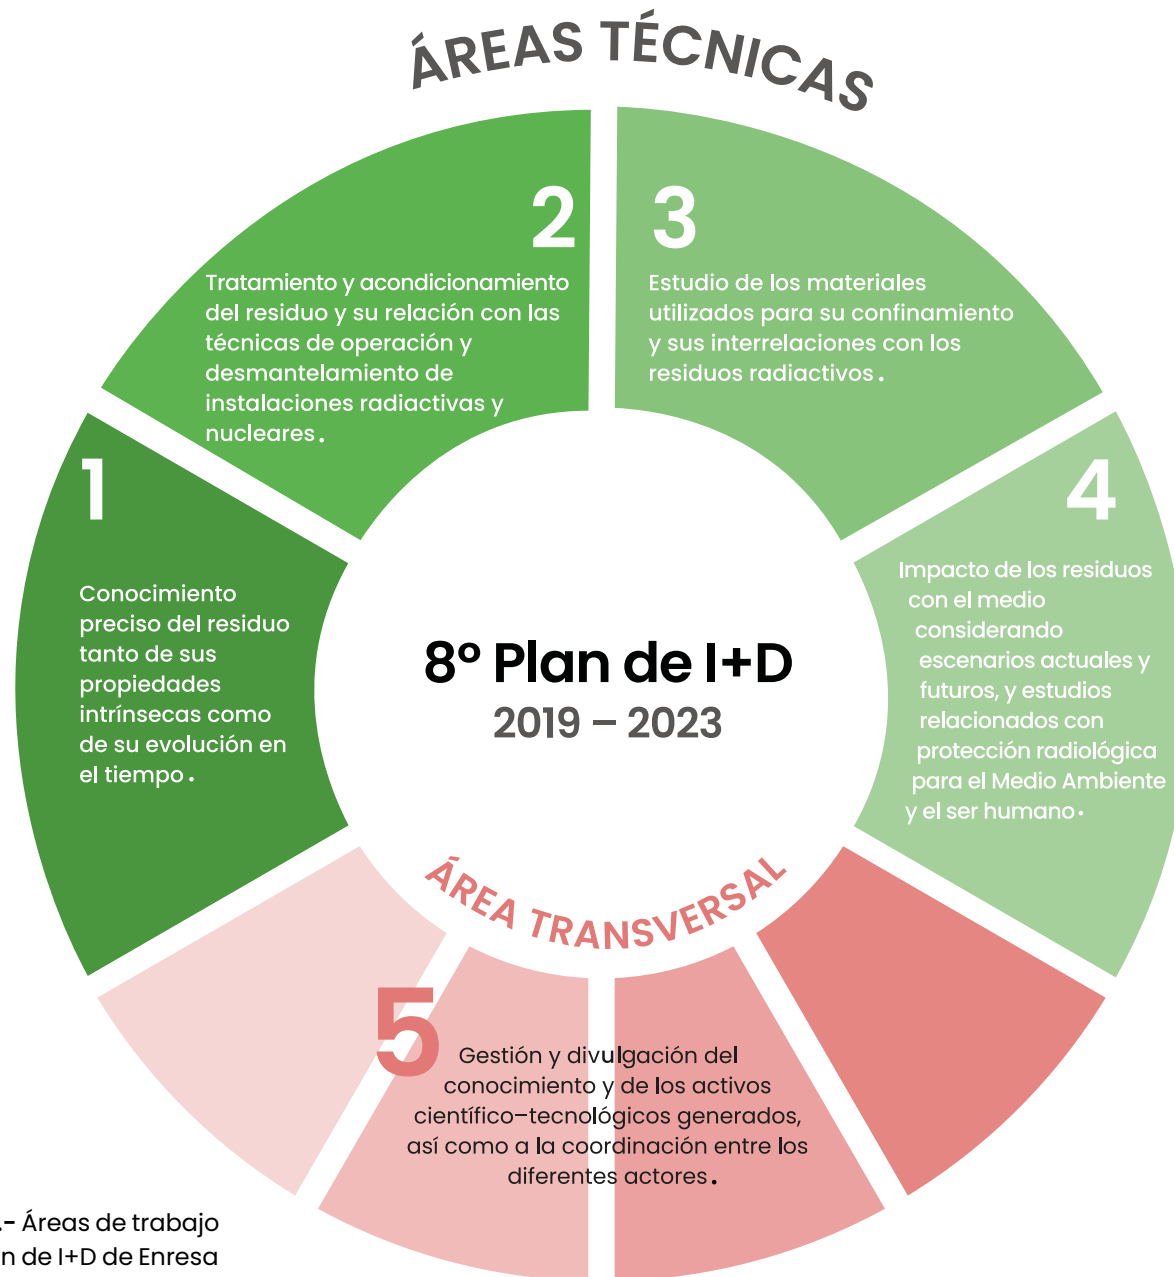 ÁREAS TÉCNICAS
2
Tratamiento y acondicionamiento
del residuo y su relación con las
técnicas de operación y
desmantelamiento de
instalaciones radiactivas y
nucleares.
3
Estudio de los materiales
utilizados para su confinamiento
y sus interrelaciones con los
residuos radiactivos.
1
Conocimiento
preciso del residuo
tanto de sus
propiedades
intrínsecas como
de su evolución en
el tiempo.
4
Impacto de los residuos
con el medio
considerando
escenarios actuales y
futuros, y estudios
relacionados con
protección radiológica
para el Medio Ambiente
y el ser humano.
8º Plan de I+D
2019 – 2023
ÁREA TRANSVERSAL
5
Gestión y divulgación del
conocimiento y de los activos
científico–tecnológicos generados,
así como a la coordinación entre los
diferentes actores.
.- Áreas de trabajo
n de I+D de Enresa